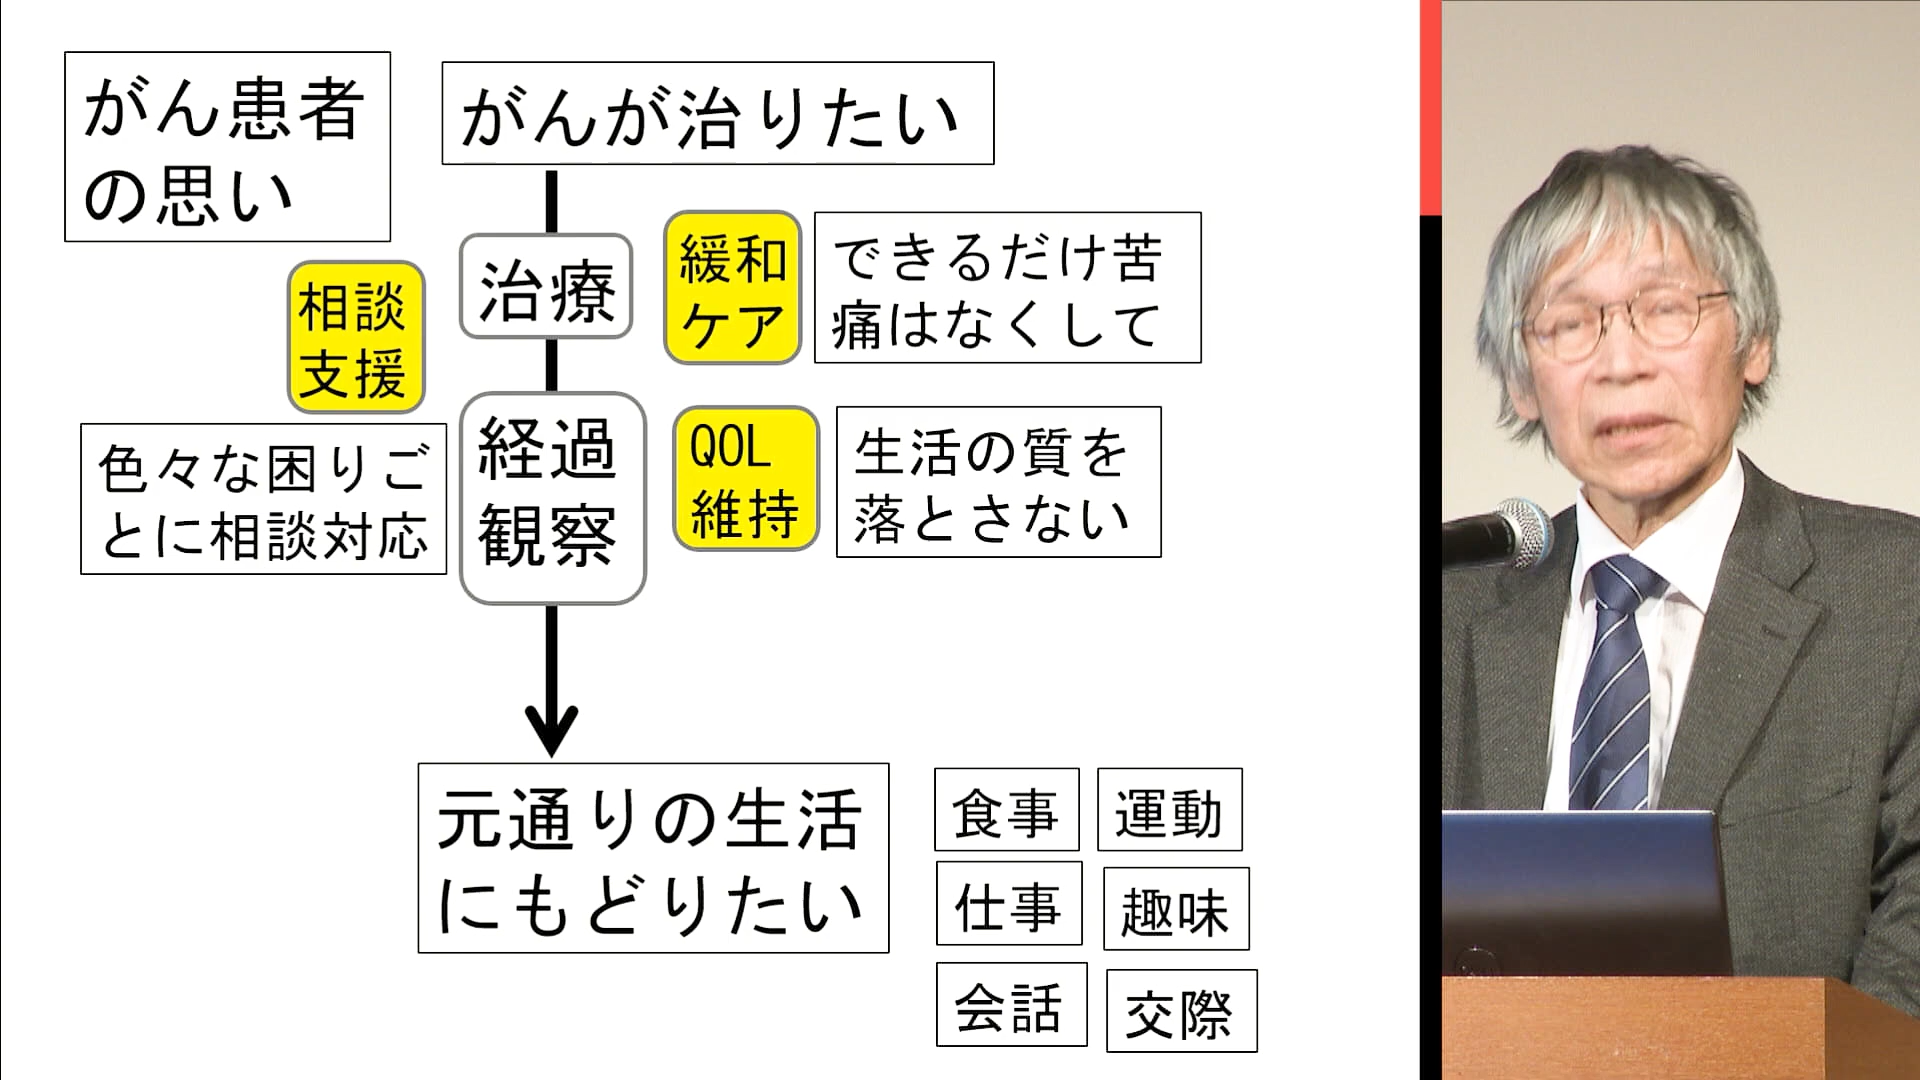 がん患者
の思い
がんが治りたい
治療
緩和
ケア
できるだけ苦
痛はなくして
相談
支援
色々な困りご
とに相談対応
経過
観察
QOL
維持
生活の質を
落とさない
元通りの生活
にもどりたい
食事
運動
仕事
趣味
会話
交際